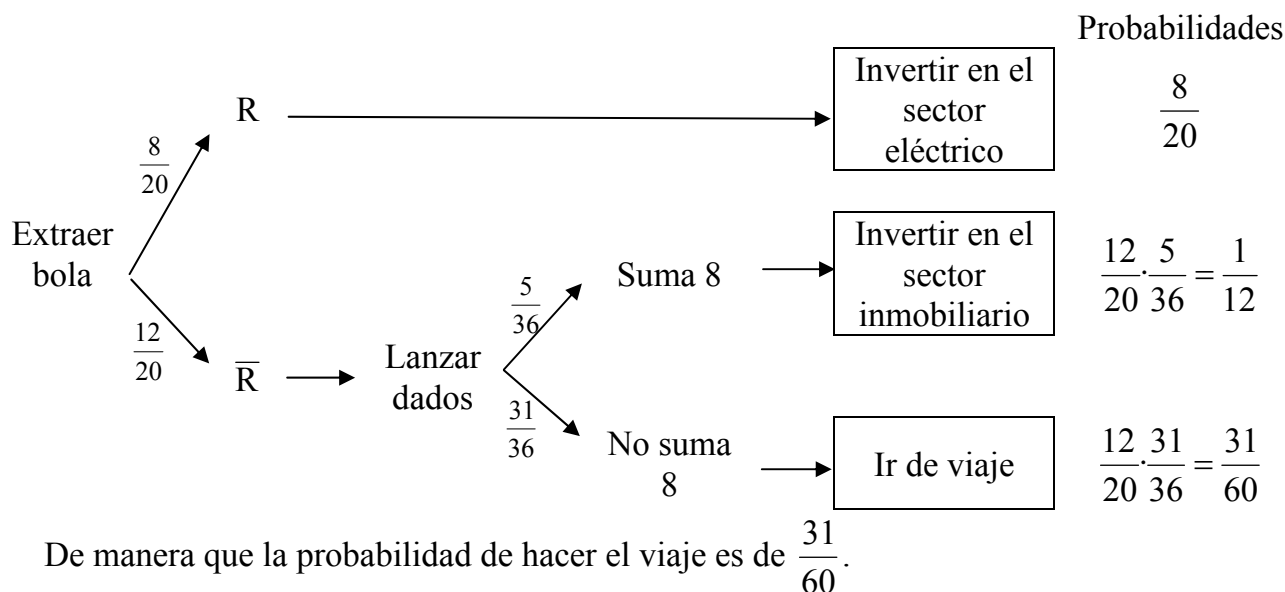 Probabilidades
R
Invertir en el
sector
eléctrico
8/20
8/20
Extraer
bola
12/20
R̅
Lanzar
dados
5/36
Suma 8
Invertir en el
sector
inmobiliario
12/20 · 5/36 = 1/12
31/36
No suma
8
Ir de viaje
12/20 · 31/36 = 31/60
De manera que la probabilidad de hacer el viaje es de 31/60.